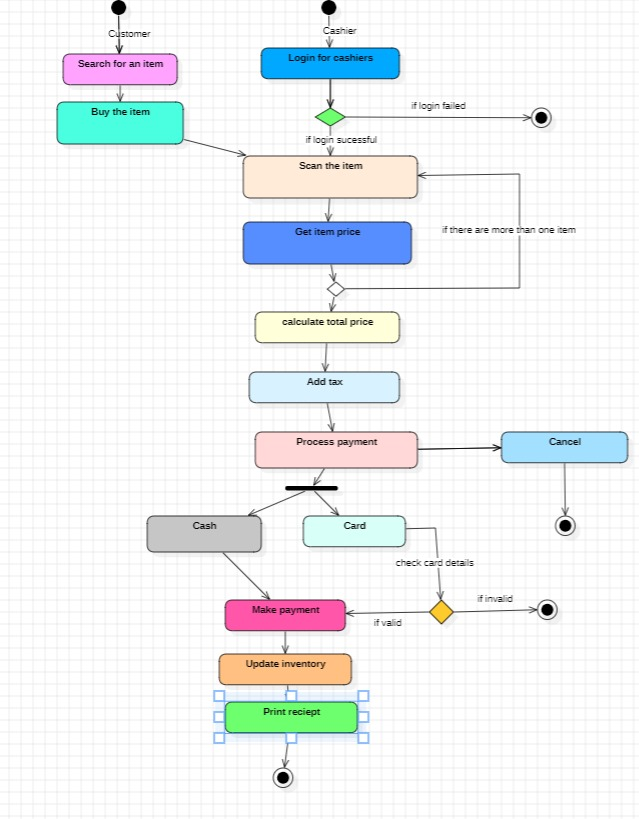 Customer
Cashier
Search for an item
Login for cashiers
Buy the item
if login failed
if login sucessful
Scan the item
Get item price
if there are more than one item
calculate total price
Add tax
Process payment
Cancel
Cash
Card
check card details
Make payment
if valid
if invalid
Update inventory
Print reciept